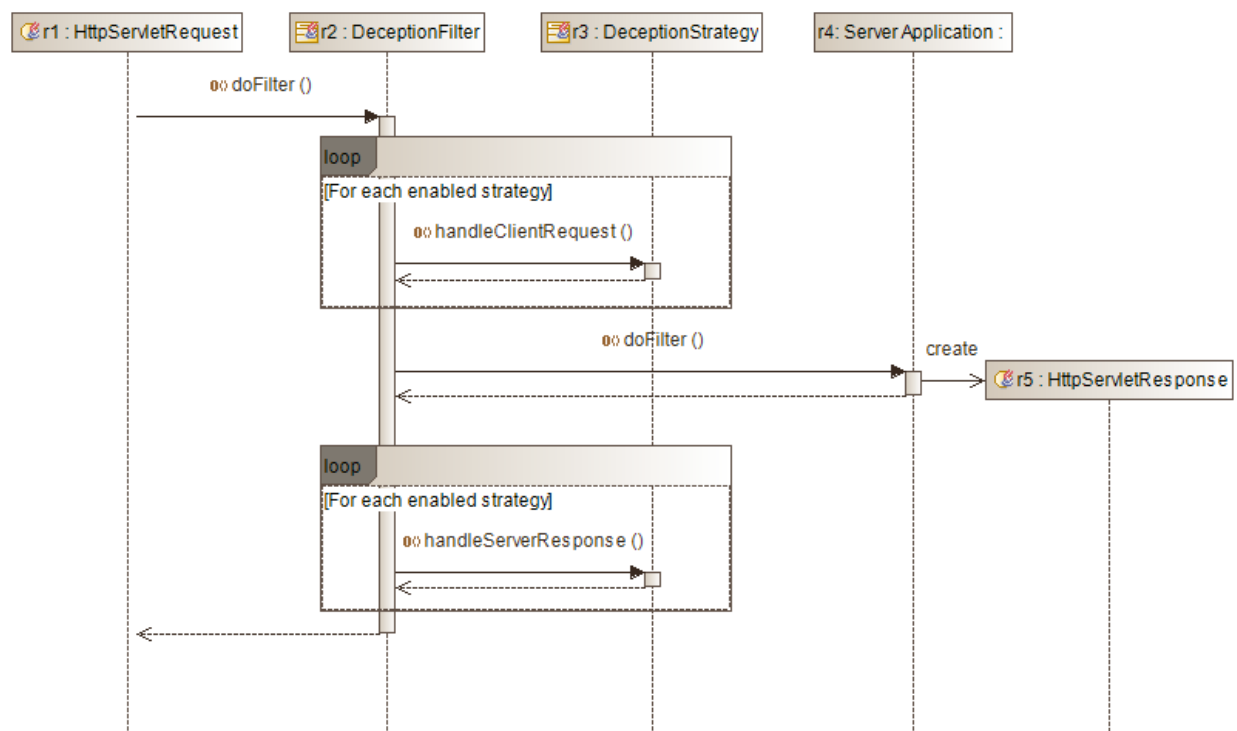 r1 : HttpServletRequest
r2 : DeceptionFilter
r3 : DeceptionStrategy
r4: Server Application :
doFilter ()
loop
[For each enabled strategy]
handleClientRequest ()
doFilter ()
create
r5 : HttpServletResponse
loop
[For each enabled strategy]
handleServerResponse ()